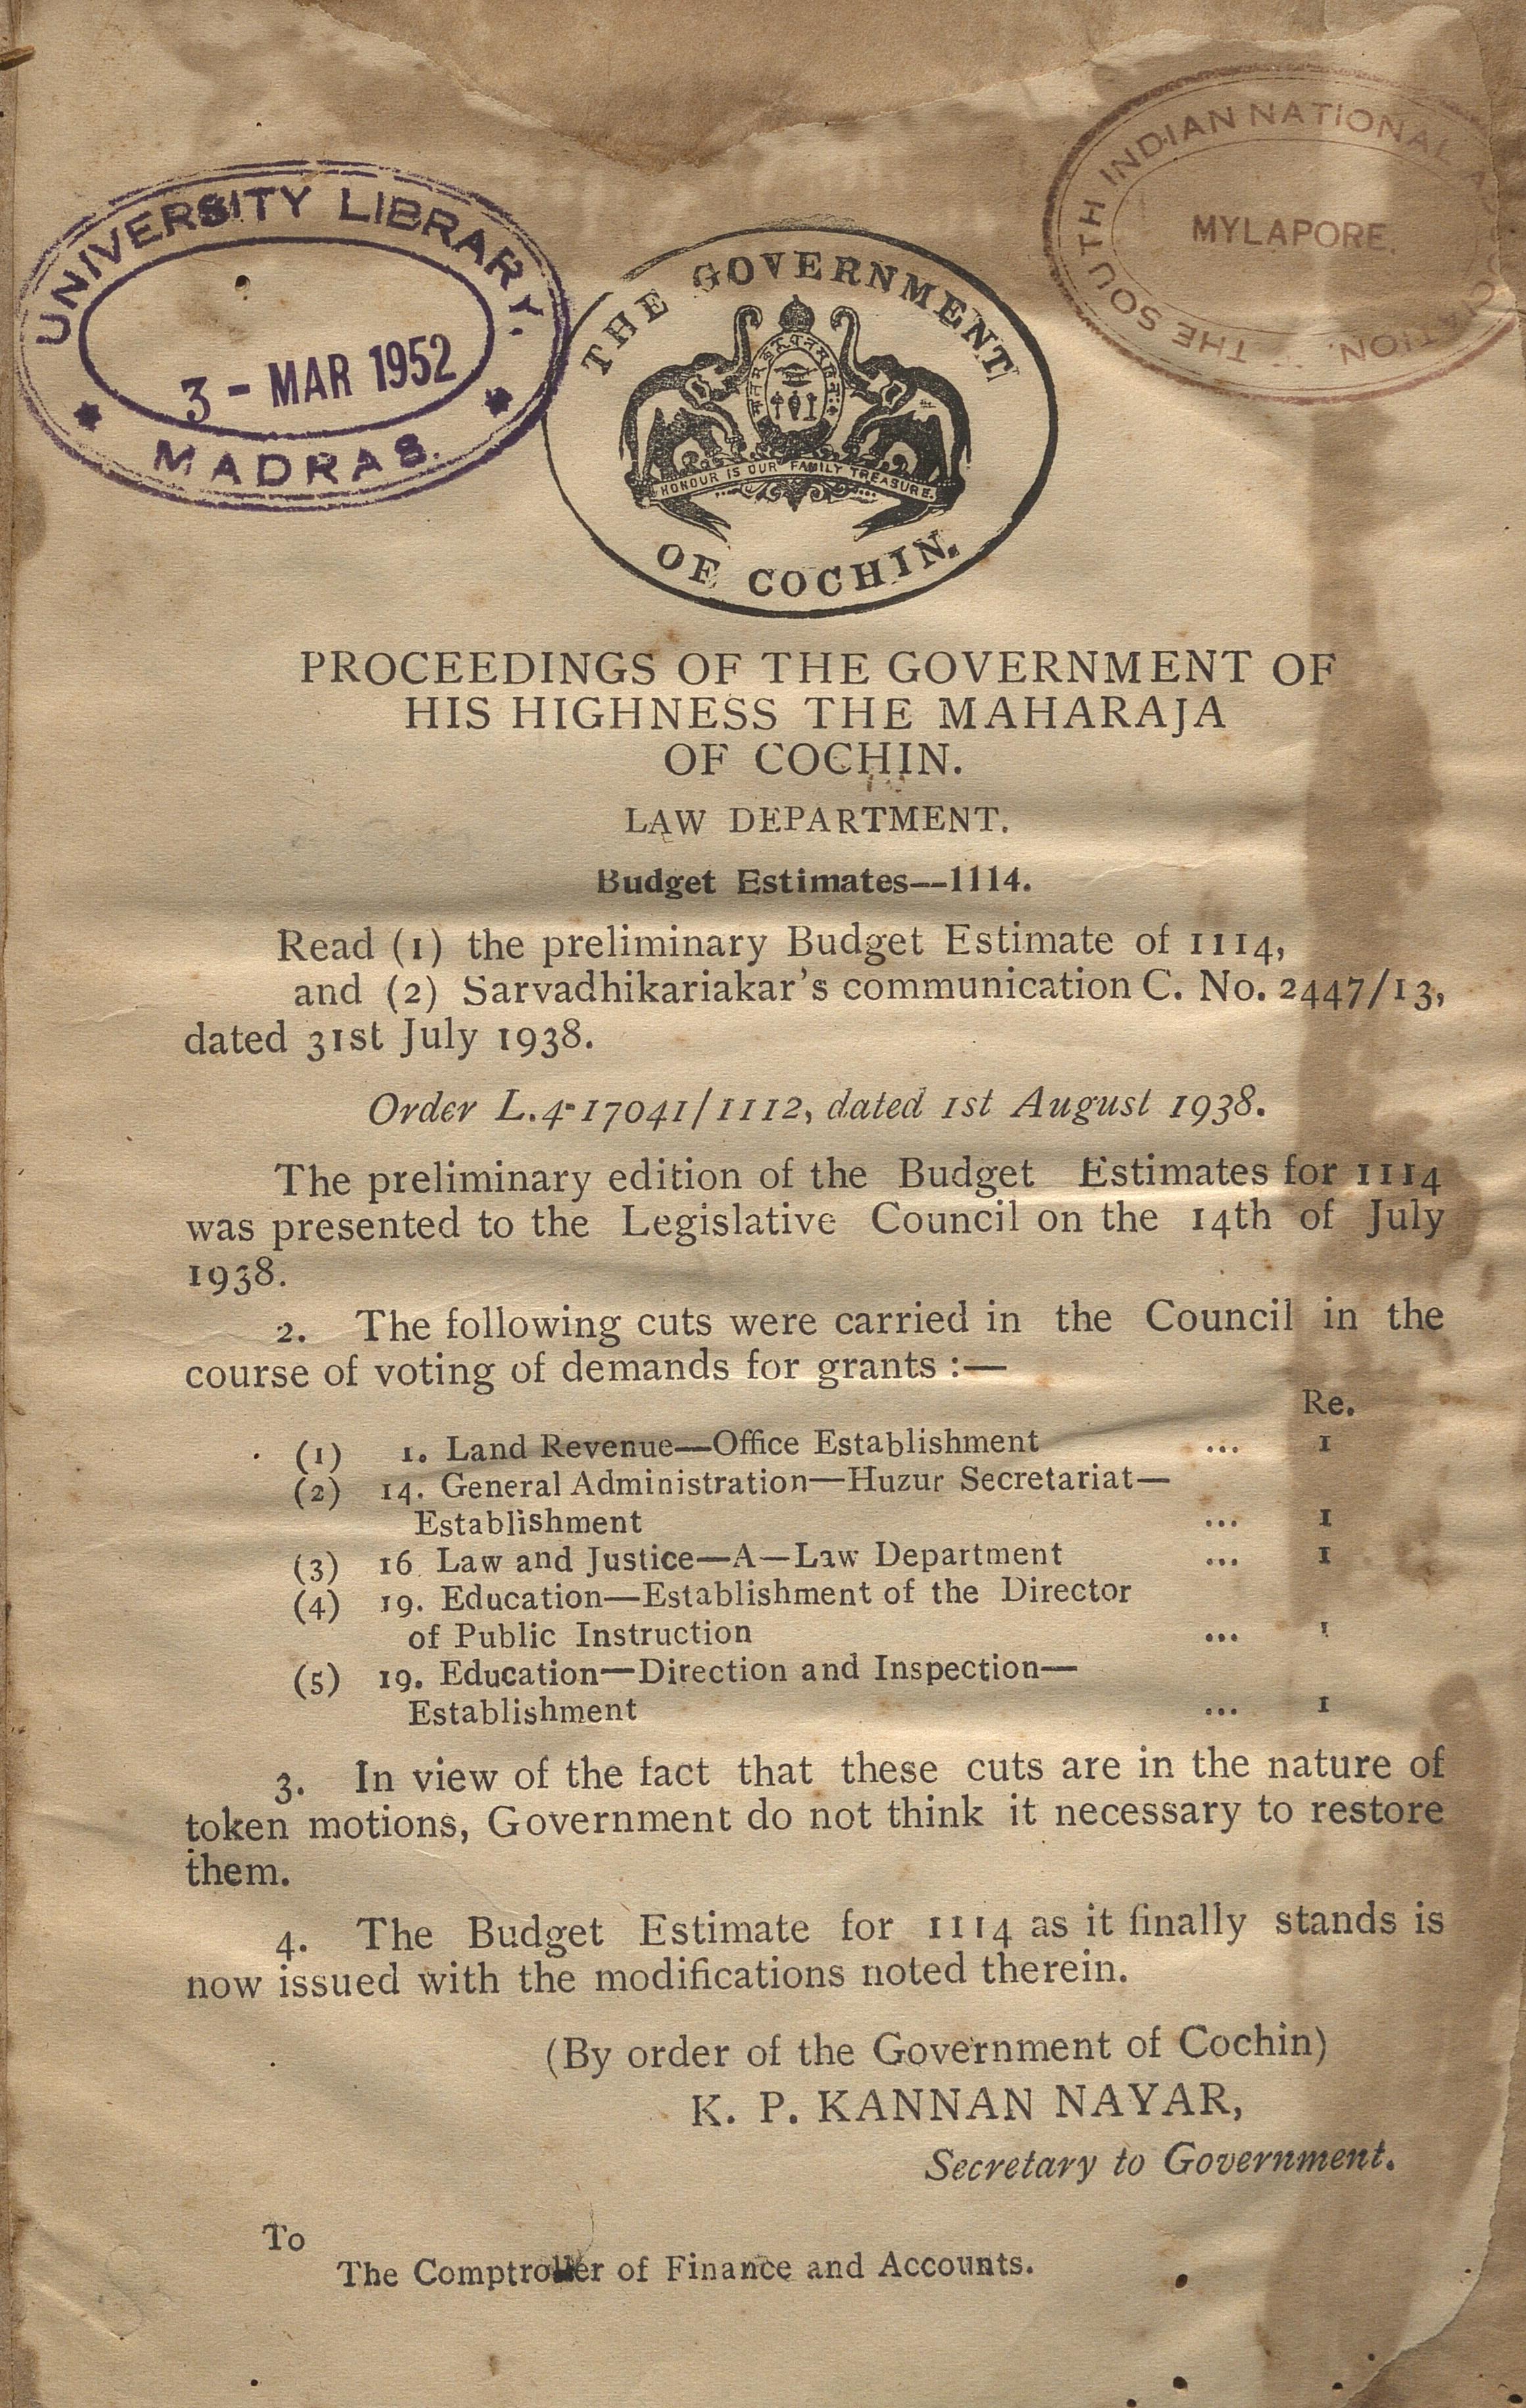 UNIVERSITY LIBRARY.
3 - MAR 1952
MADRAS.
THE SOUTH INDIAN NATIONAL
MYLAPORE
THE GOVERNMENT
HONOUR IS OUR FAMILY TREASURE.
OF COCHIN.
PROCEEDINGS OF THE GOVERNMENT OF
HIS HIGHNESS THE MAHARAJA
OF COCHIN.
LAW DEPARTMENT.
Budget Estimates--1114.
Read (1) the preliminary Budget Estimate of 1114,
and (2) Sarvadhikariakar's communication C. No. 2447/13,
dated 31st July 1938.
Order L.4-17041/1112, dated 1st August 1938.
The preliminary edition of the Budget Estimates for 1114
was presented to the Legislative Council on the 14th of July
1938.
2. The following cuts were carried in the Council in the
course of voting of demands for grants :—
Re.
(1) 1. Land Revenue—Office Establishment ... 1
(2) 14. General Administration—Huzur Secretariat—
Establishment ... 1
(3) 16. Law and Justice—A—Law Department ... 1
(4) 19. Education—Establishment of the Director
of Public Instruction ... 1
(5) 19. Education—Direction and Inspection—
Establishment ... 1
3. In view of the fact that these cuts are in the nature of
token motions, Government do not think it necessary to restore
them.
4. The Budget Estimate for 1114 as it finally stands is
now issued with the modifications noted therein.
(By order of the Government of Cochin)
K. P. KANNAN NAYAR,
Secretary to Government.
To
The Comptroller of Finance and Accounts.